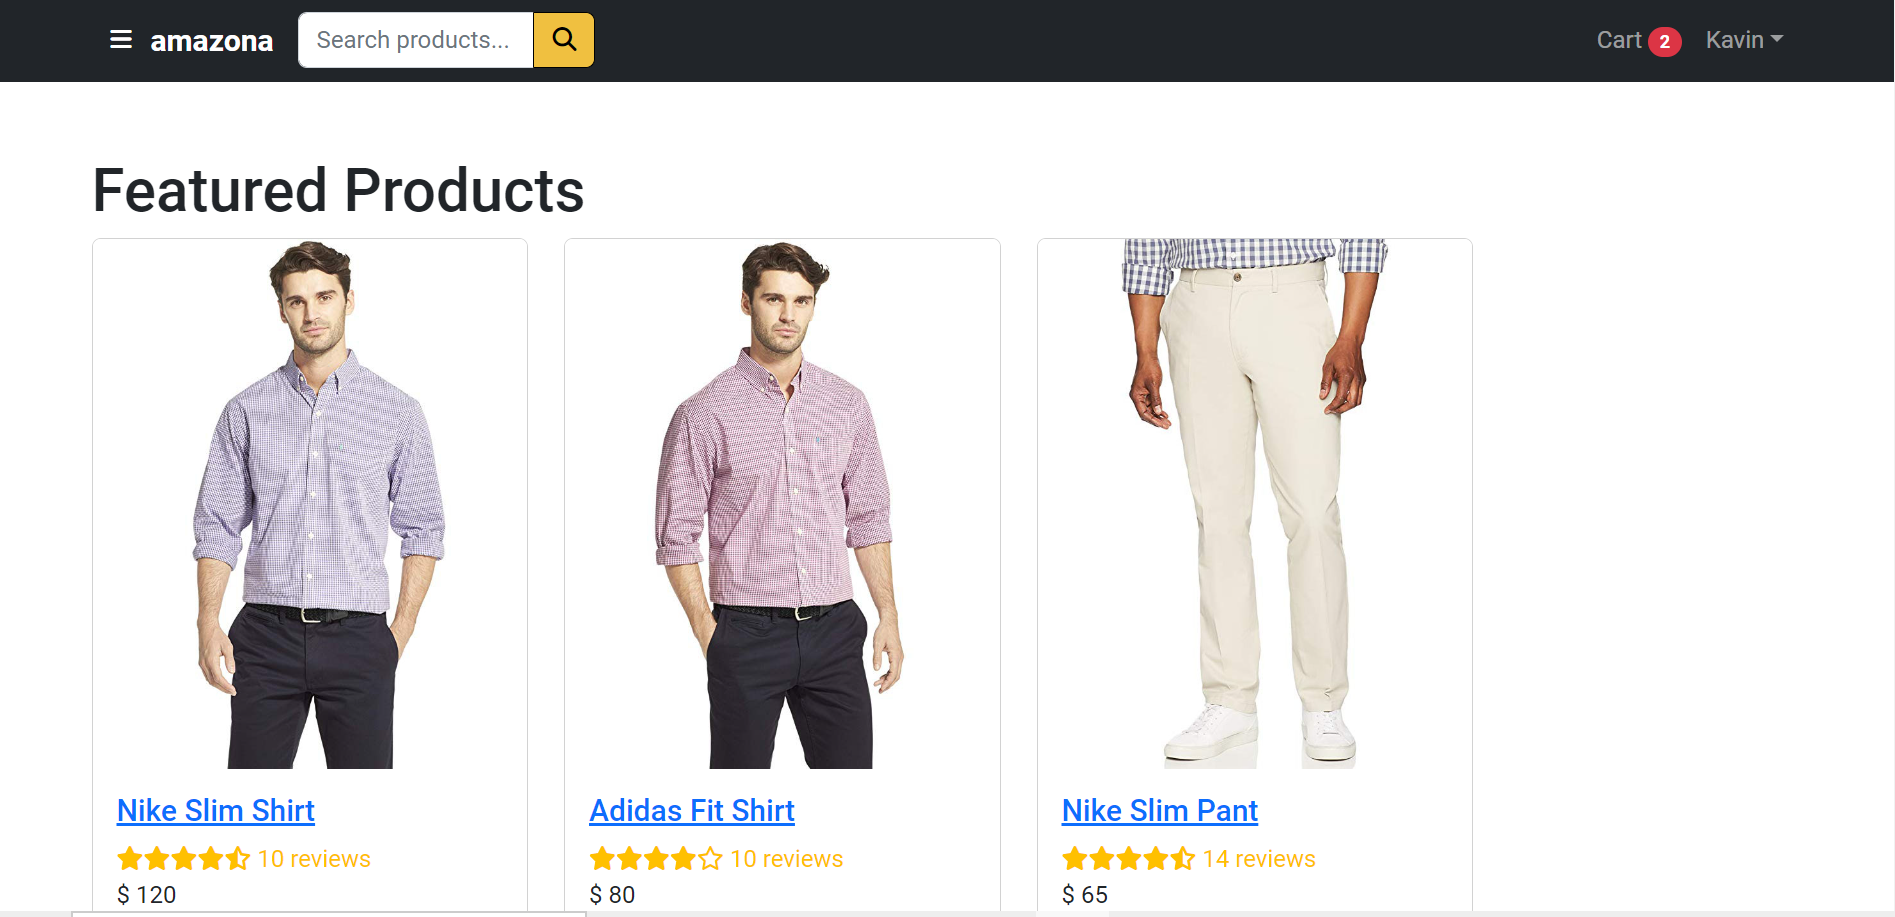 amazona
Search products...
Cart 2
Kavin
Featured Products
Nike Slim Shirt
10 reviews
$ 120
Adidas Fit Shirt
10 reviews
$ 80
Nike Slim Pant
14 reviews
$ 65